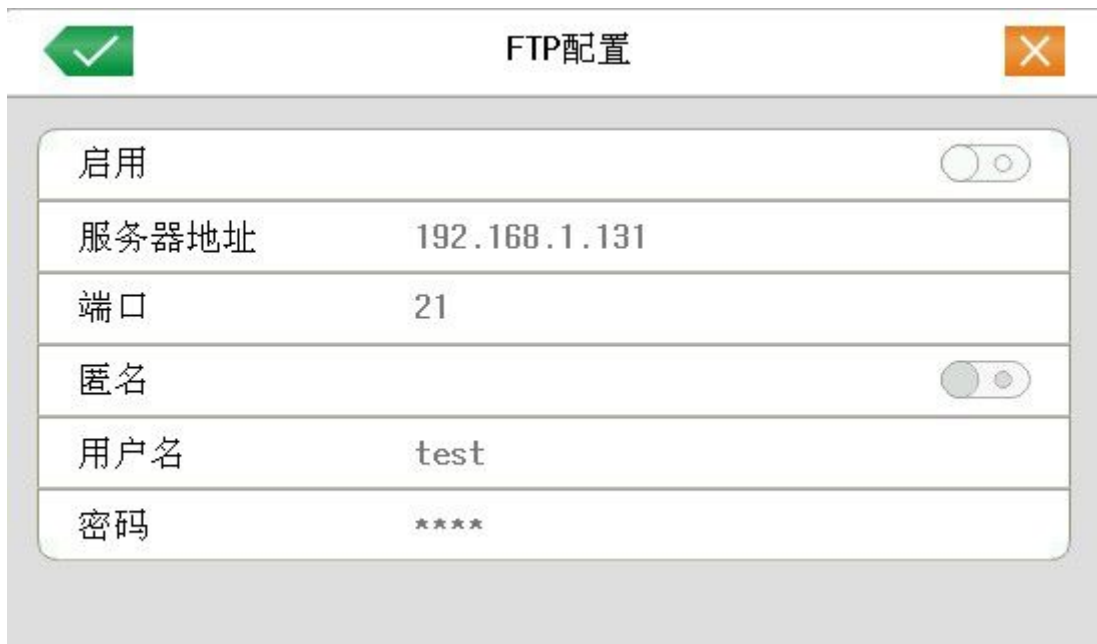 FTP配置
启用
服务器地址 192.168.1.131
端口 21
匿名
用户名 test
密码 ****